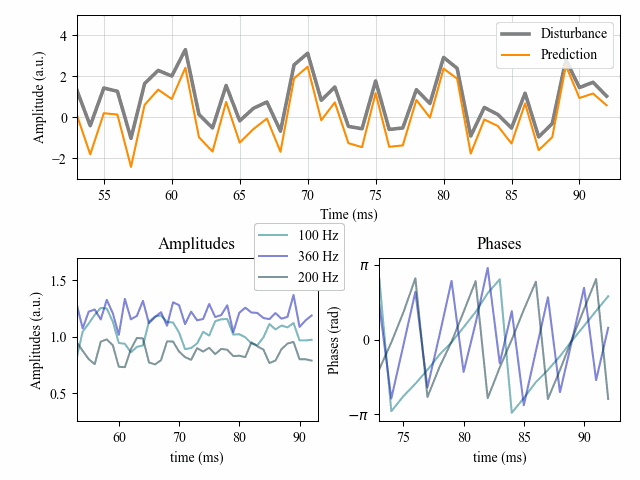 4
2
0
−2
Amplitude (a.u.)
Disturbance
Prediction
55 60 65 70 75 80 85 90
Time (ms)
100 Hz
360 Hz
200 Hz
Amplitudes
1.5
1.0
0.5
Amplitudes (a.u.)
60 70 80 90
time (ms)
Phases
π
0
−π
Phases (rad)
75 80 85 90
time (ms)